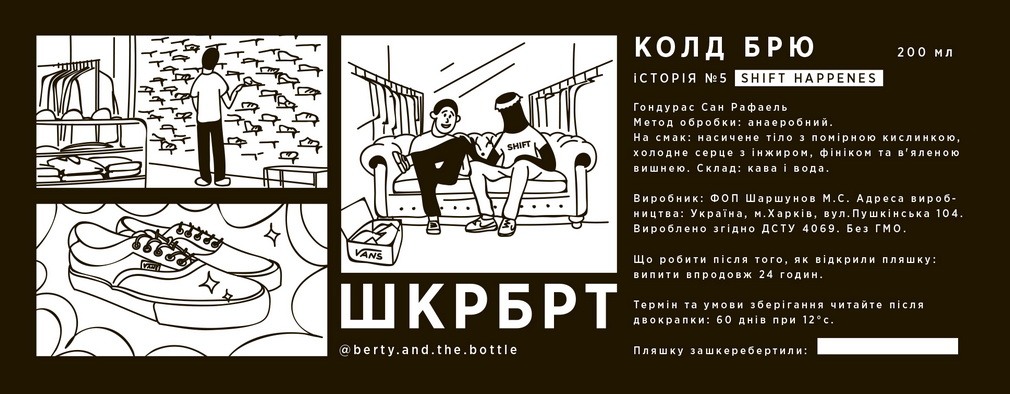 SHIFT
VANS
VANS
ШКРБРТ
@berty.and.the.bottle
КОЛД БРЮ 200 мл
іСТОРІЯ №5 SHIFT HAPPENES
Гондурас Сан Рафаель
Метод обробки: анаеробний.
На смак: насичене тіло з помірною кислинкою,
холодне серце з інжиром, фініком та в'яленою
вишнею. Склад: кава і вода.
Виробник: ФОП Шаршунов М.С. Адреса вироб-
ництва: Україна, м.Харків, вул.Пушкінська 104.
Вироблено згідно ДСТУ 4069. Без ГМО.
Що робити після того, як відкрили пляшку:
випити впродовж 24 годин.
Термін та умови зберігання читайте після
двокрапки: 60 днів при 12°с.
Пляшку зашкеребертили: